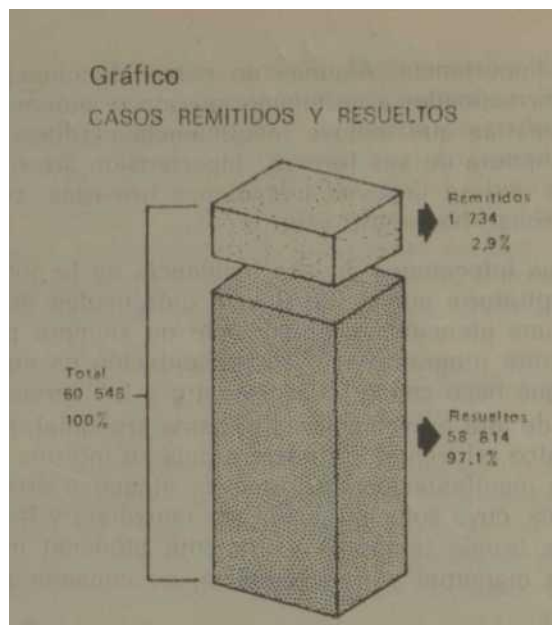 Gráfico
CASOS REMITIDOS Y RESUELTOS
Remitidos
1 734
2,9%
Total
60 548
100%
Resueltos
58 814
97,1%